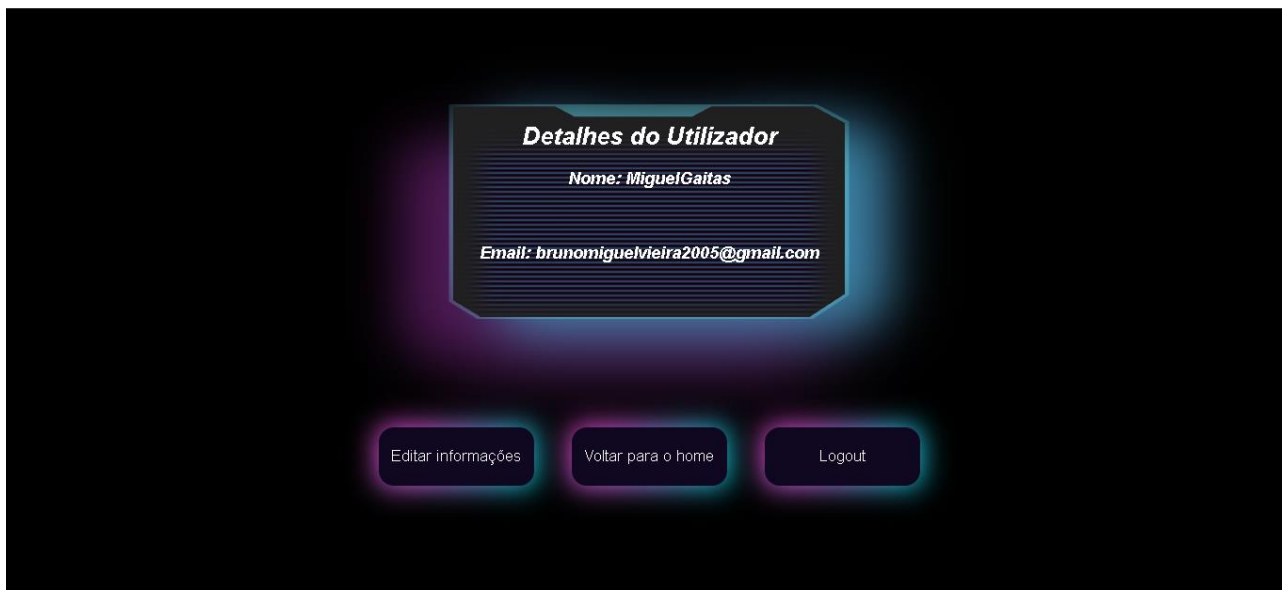 Detalhes do Utilizador
Nome: MiguelGaitas
Email: brunomiguelvieira2005@gmail.com
Editar informações
Voltar para o home
Logout